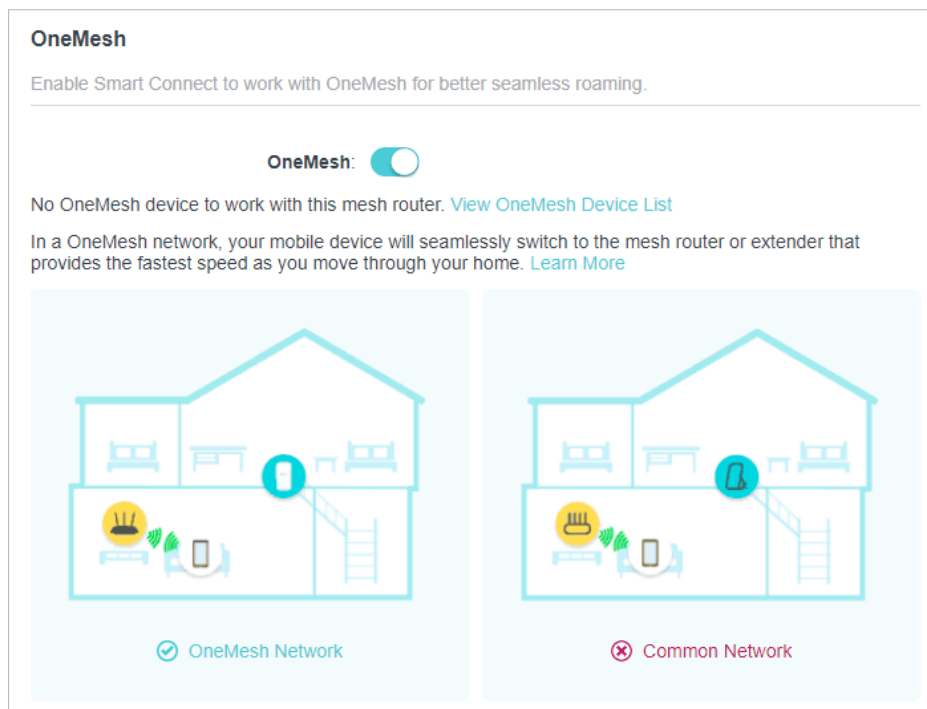 OneMesh
Enable Smart Connect to work with OneMesh for better seamless roaming.
OneMesh:
No OneMesh device to work with this mesh router. View OneMesh Device List
In a OneMesh network, your mobile device will seamlessly switch to the mesh router or extender that
provides the fastest speed as you move through your home. Learn More
OneMesh Network
Common Network